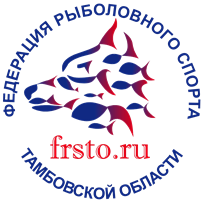 ФЕДЕРАЦИЯ РЫБОЛОВНОГО СПОРТА
frsto.ru
ТАМБОВСКОЙ ОБЛАСТИ